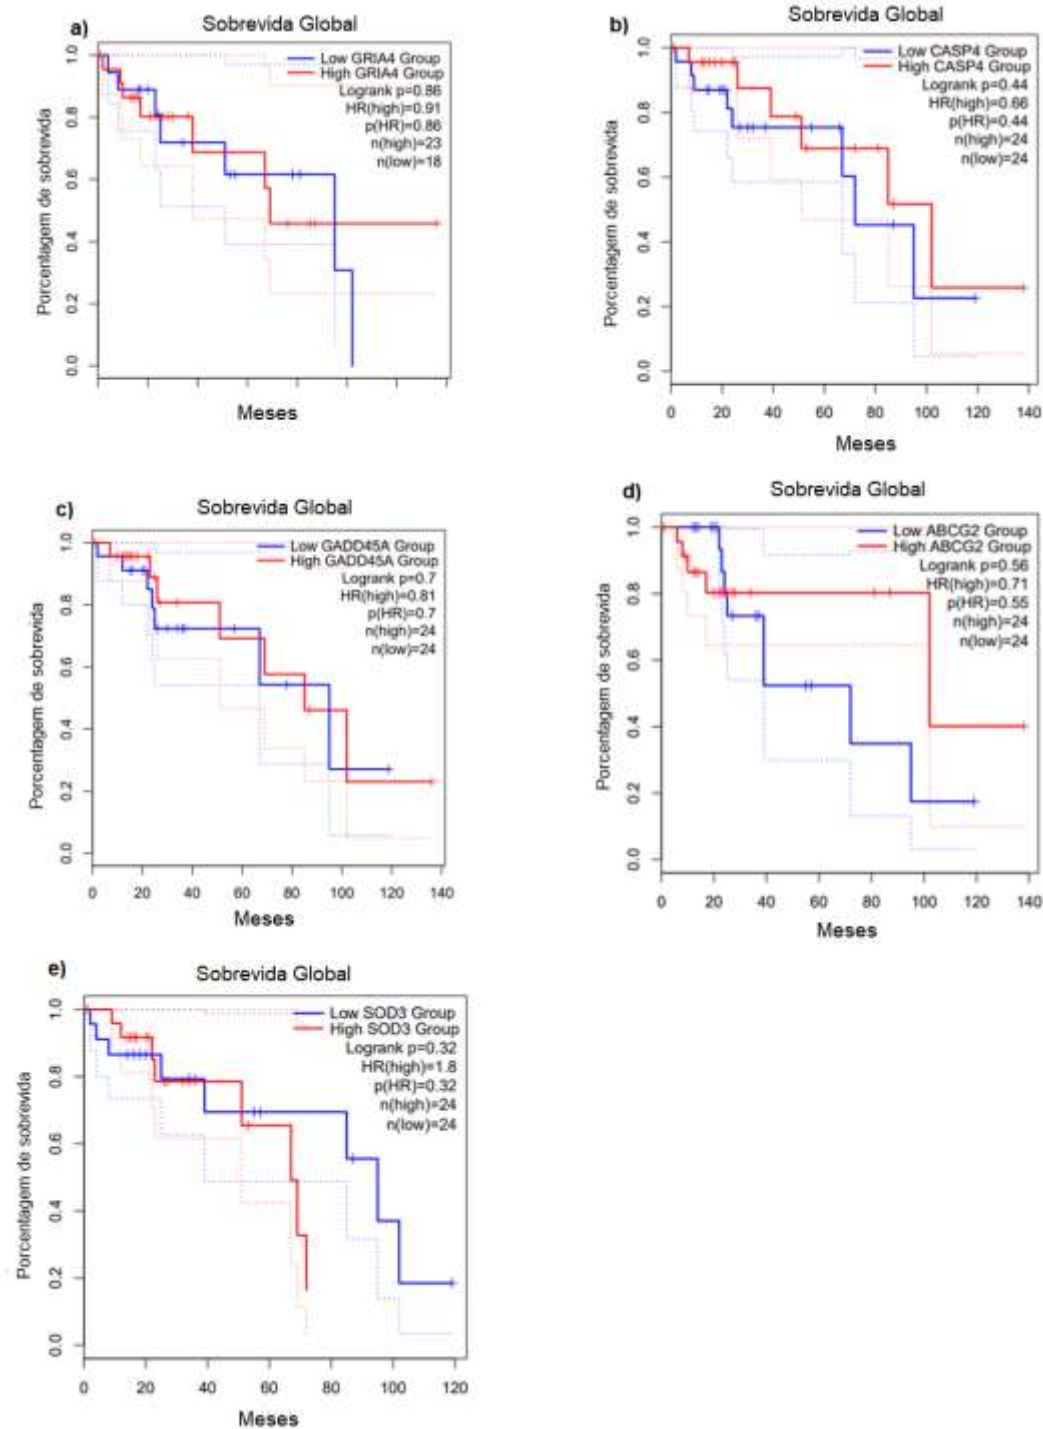 a)
Sobrevida Global
Low GRIA4 Group
High GRIA4 Group
Logrank p=0.86
HR(high)=0.91
p(HR)=0.86
n(high)=23
n(low)=18
Porcentagem de sobrevida
1.0
0.8
0.6
0.4
0.2
0.0
Meses
b)
Sobrevida Global
Low CASP4 Group
High CASP4 Group
Logrank p=0.44
HR(high)=0.66
p(HR)=0.44
n(high)=24
n(low)=24
Porcentagem de sobrevida
1.0
0.8
0.6
0.4
0.2
0.0
0 20 40 60 80 100 120 140
Meses
c)
Sobrevida Global
Low GADD45A Group
High GADD45A Group
Logrank p=0.7
HR(high)=0.81
p(HR)=0.7
n(high)=24
n(low)=24
Porcentagem de sobrevida
1.0
0.8
0.6
0.4
0.2
0.0
0 20 40 60 80 100 120 140
Meses
d)
Sobrevida Global
Low ABCG2 Group
High ABCG2 Group
Logrank p=0.56
HR(high)=0.71
p(HR)=0.55
n(high)=24
n(low)=24
Porcentagem de sobrevida
1.0
0.8
0.6
0.4
0.2
0.0
0 20 40 60 80 100 120 140
Meses
e)
Sobrevida Global
Low SOD3 Group
High SOD3 Group
Logrank p=0.32
HR(high)=1.8
p(HR)=0.32
n(high)=24
n(low)=24
Porcentagem de sobrevida
1.0
0.8
0.6
0.4
0.2
0.0
0 20 40 60 80 100 120
Meses